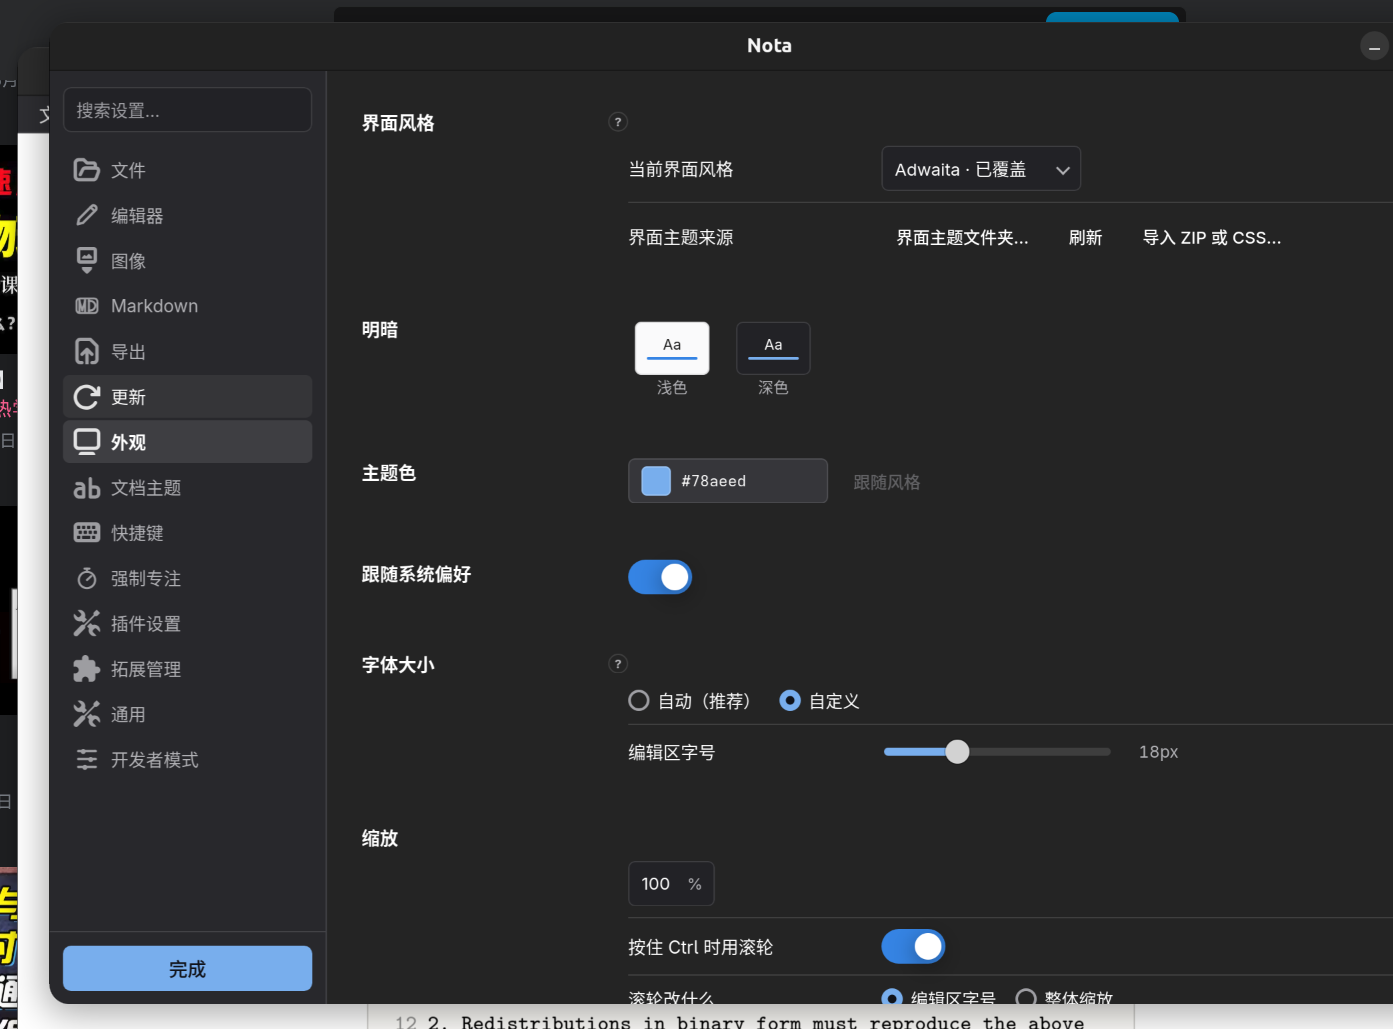 Nota
搜索设置...
文件
编辑器
图像
Markdown
导出
更新
外观
文档主题
快捷键
强制专注
插件设置
拓展管理
通用
开发者模式
完成
界面风格 ?
当前界面风格 Adwaita · 已覆盖
界面主题来源 界面主题文件夹... 刷新 导入 ZIP 或 CSS...
明暗
Aa Aa
浅色 深色
主题色 #78aeed 跟随风格
跟随系统偏好
字体大小 ?
自动（推荐） 自定义
编辑区字号 18px
缩放
100 %
按住 Ctrl 时用滚轮
滚轮改什么 编辑区字号 整体缩放
12 2. Redistributions in binary form must reproduce the above